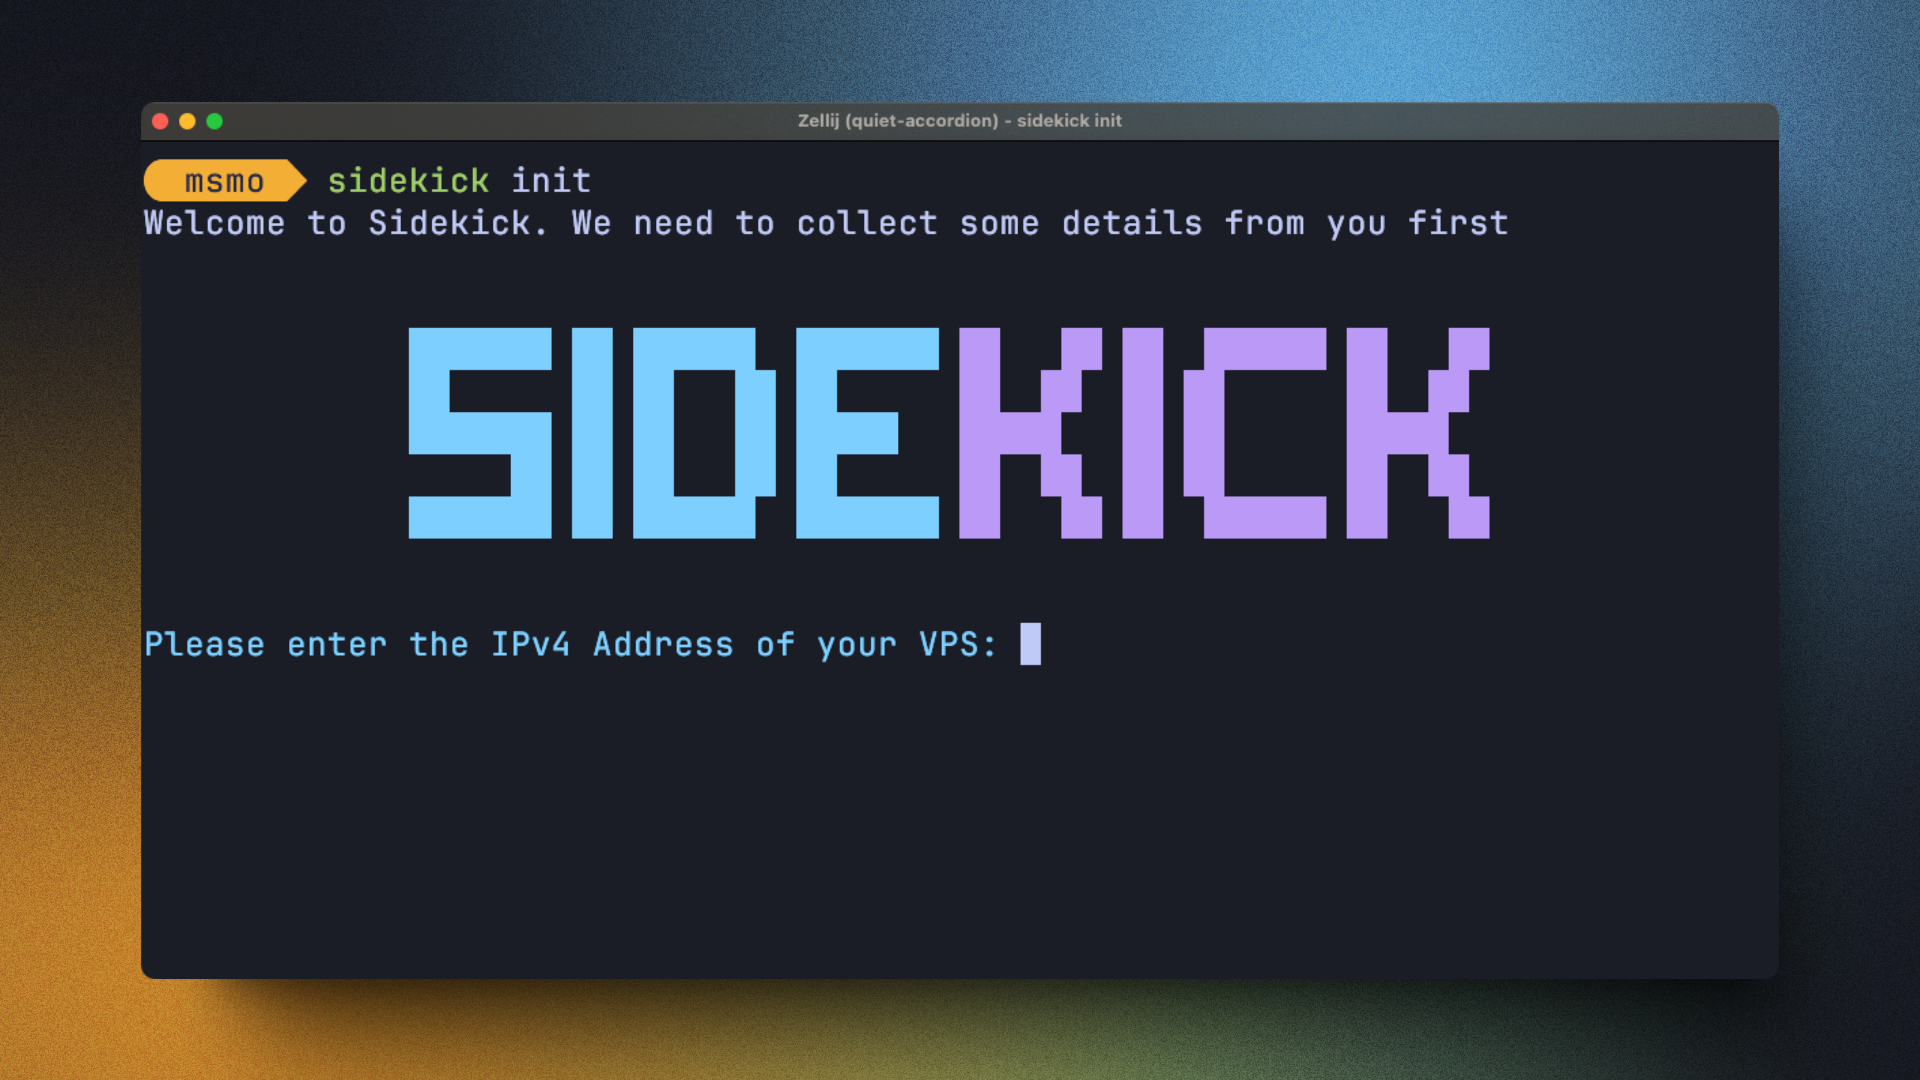 Zellij (quiet-accordion) - sidekick init
msmo sidekick init
Welcome to Sidekick. We need to collect some details from you first
SIDEKICK
Please enter the IPv4 Address of your VPS: